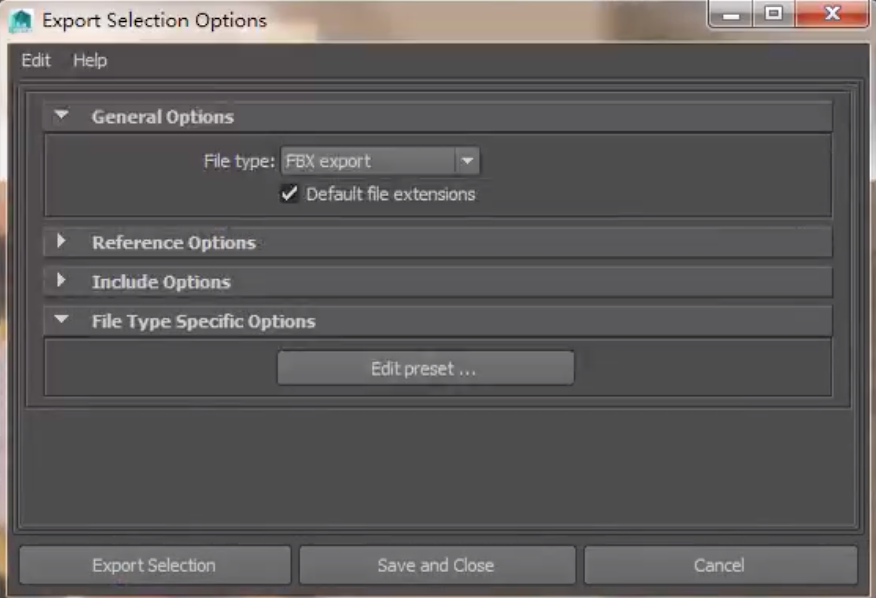 Export Selection Options
Edit Help
General Options
File type: FBX export
Default file extensions
Reference Options
Include Options
File Type Specific Options
Edit preset ...
Export Selection Save and Close Cancel